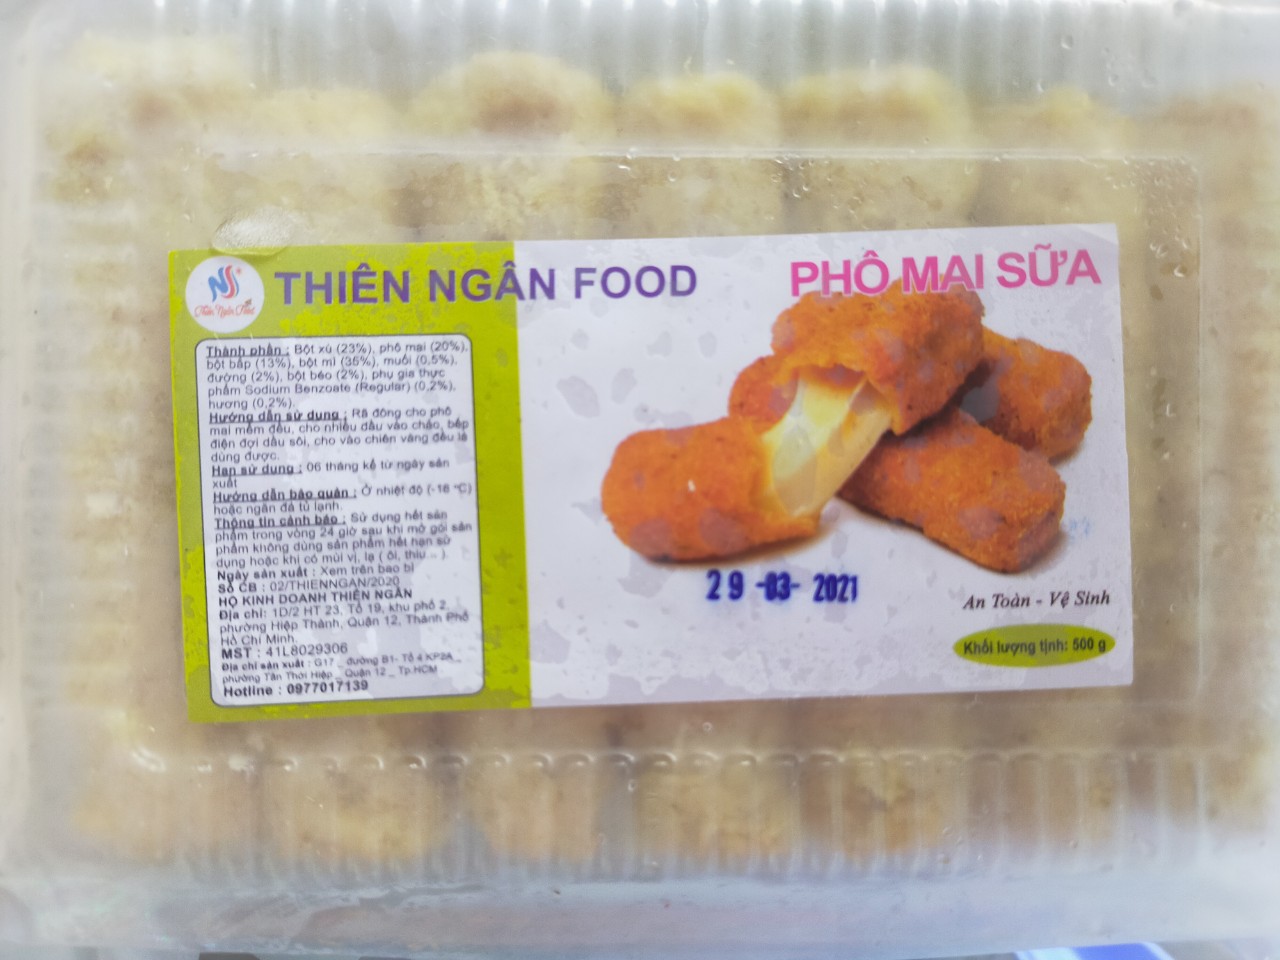 THIÊN NGÂN FOOD
PHÔ MAI SỮA
Thiên Ngân Food
Thành phần : Bột xù (23%), phô mai (20%),
bột bắp (13%), bột mì (35%), muối (0,5%),
đường (2%), bột béo (2%), phụ gia thực
phẩm Sodium Benzoate (Regular) (0,2%),
hương (0,2%).
Hướng dẫn sử dụng : Rã đông cho phô
mai mềm đều, cho nhiều dầu vào chảo, bếp
điện đợi dầu sôi, cho vào chiên vàng đều là
dùng được.
Hạn sử dụng : 06 tháng kể từ ngày sản
xuất
Hướng dẫn bảo quản : Ở nhiệt độ (-18 °C)
hoặc ngăn đá tủ lạnh.
Thông tin cảnh báo : Sử dụng hết sản
phẩm trong vòng 24 giờ sau khi mở gói sản
phẩm không dùng sản phẩm hết hạn sử
dụng hoặc khi có mùi vị, lạ ( ôi, thiu... ).
Ngày sản xuất : Xem trên bao bì
Số CB : 02/THIENNGAN/2020
HỘ KINH DOANH THIÊN NGÂN
Địa chỉ: 1D/2 HT 23, Tổ 19, khu phố 2,
phường Hiệp Thành, Quận 12, Thành Phố
Hồ Chí Minh.
MST : 41L8029306
Địa chỉ sản xuất : G17 _ đường B1- Tổ 4 KP2A _
phường Tân Thới Hiệp _ Quận 12 _ Tp.HCM
Hotline : 0977017139
29 -03- 2021
An Toàn - Vệ Sinh
Khối lượng tịnh: 500 g